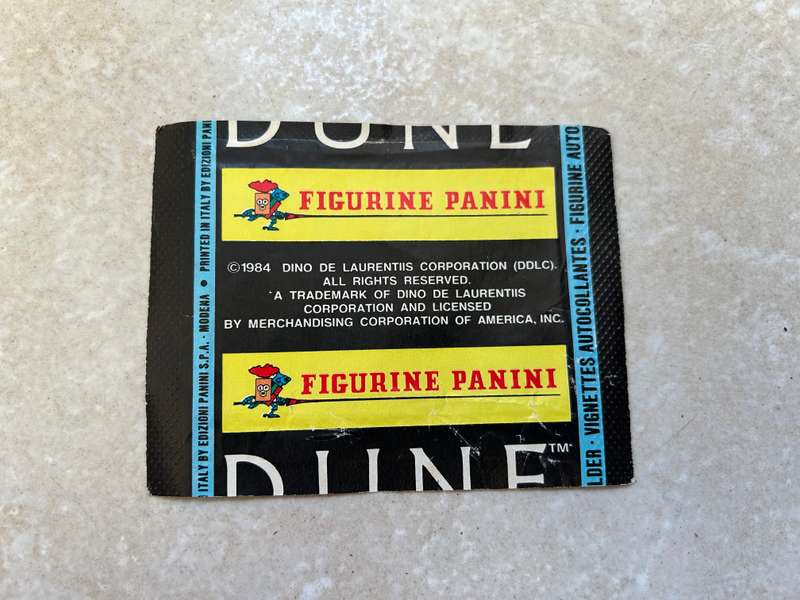 DUNE
FIGURINE PANINI
©1984 DINO DE LAURENTIIS CORPORATION (DDLC).
ALL RIGHTS RESERVED.
A TRADEMARK OF DINO DE LAURENTIIS
CORPORATION AND LICENSED
BY MERCHANDISING CORPORATION OF AMERICA, INC.
FIGURINE PANINI
DUNE™
ITALY BY EDIZIONI PANINI S.P.A. - MODENA ● PRINTED IN ITALY BY EDIZIONI PANI
LDER · VIGNETTES AUTOCOLLANTES · FIGURINE AUTO